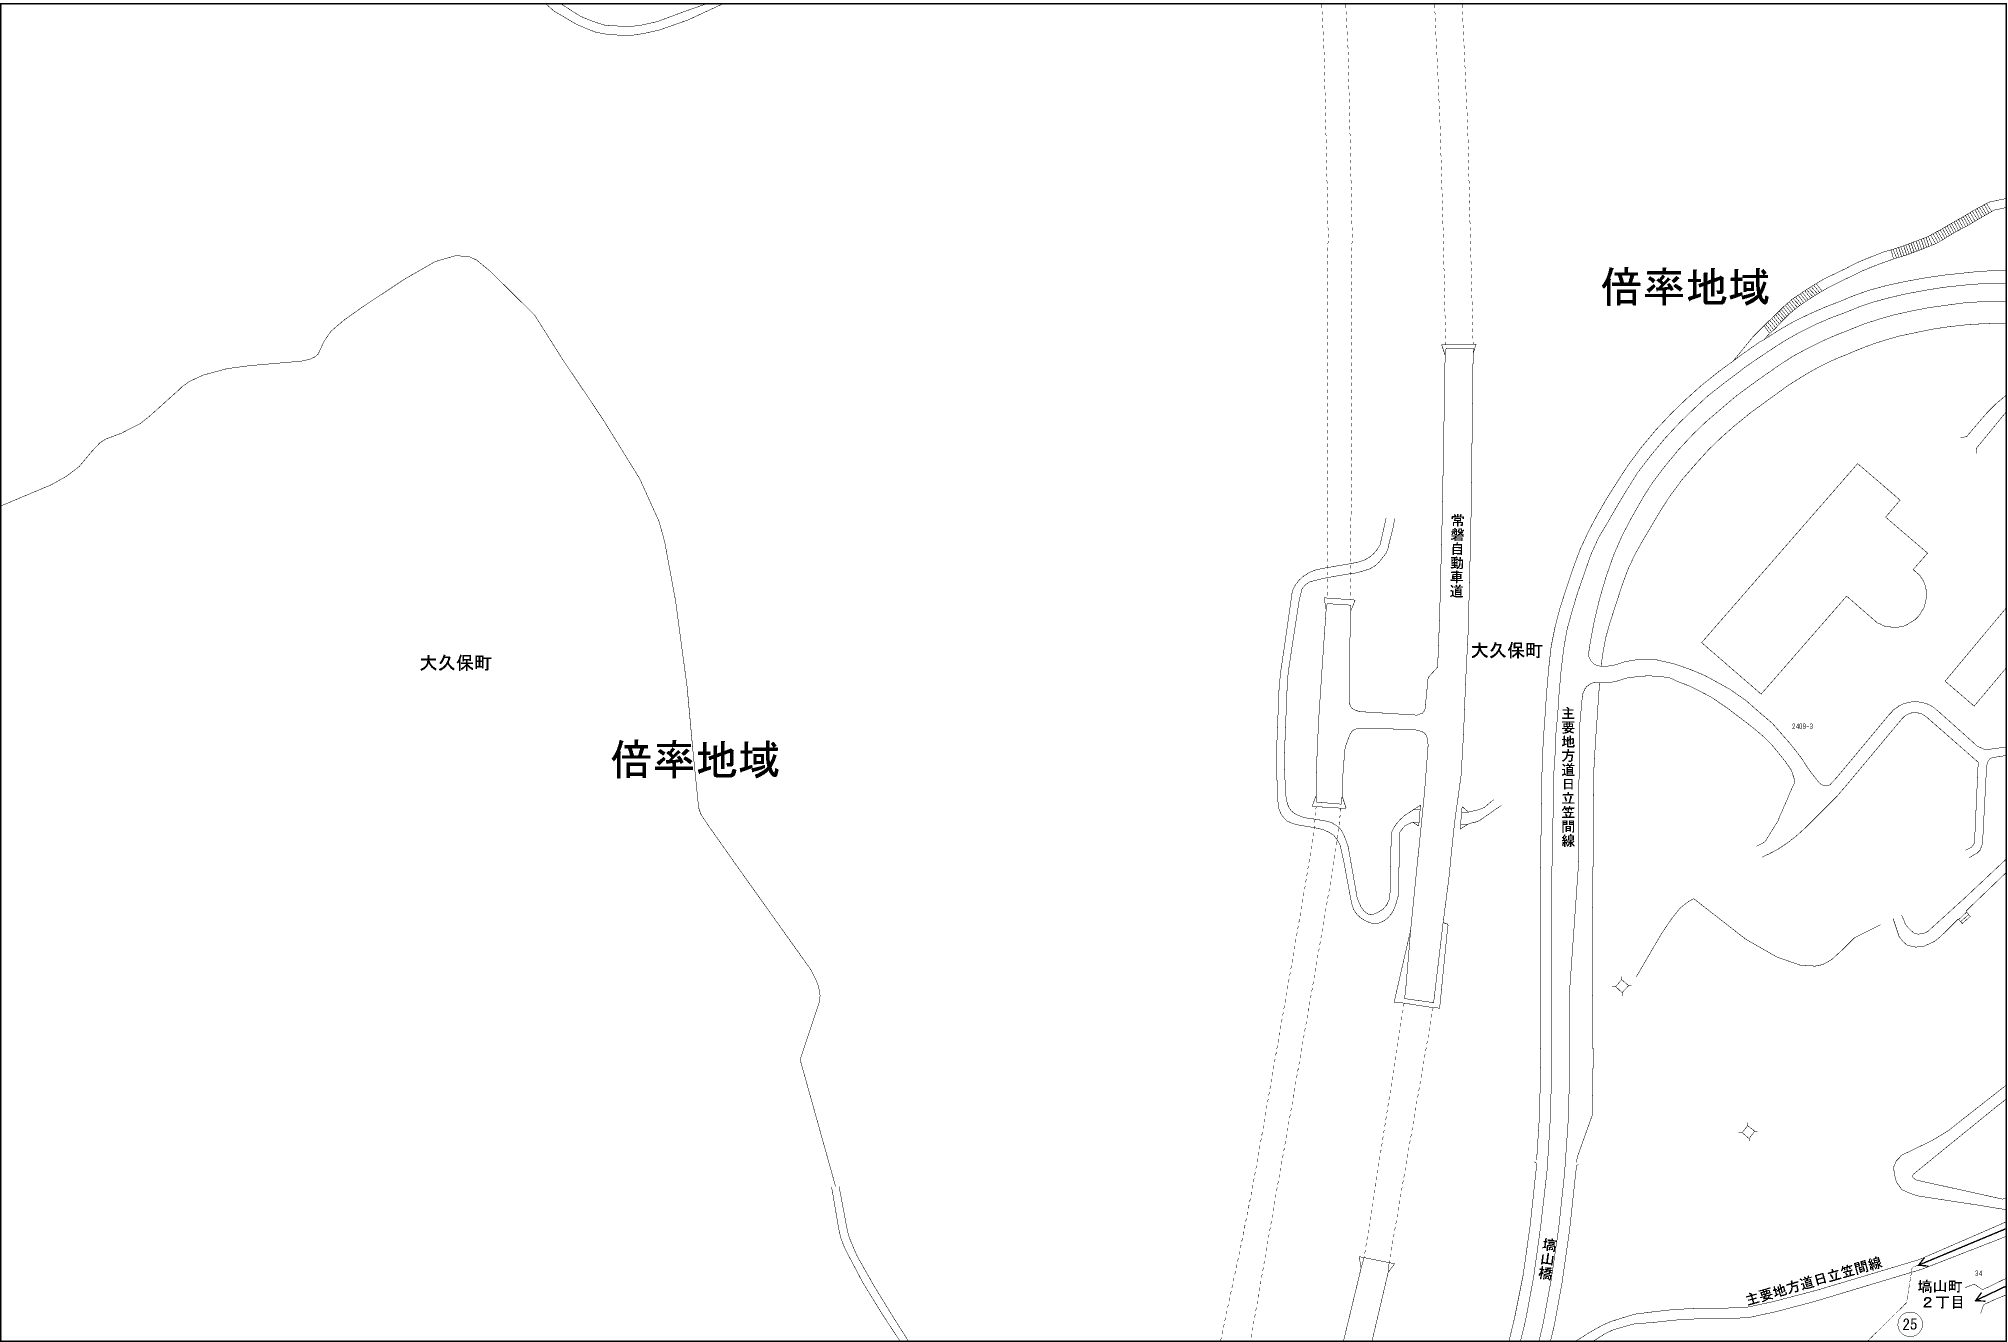 倍率地域
常磐自動車道
大久保町
大久保町
主要地方道日立笠間線
2409-3
倍率地域
塙山橋
主要地方道日立笠間線
34
塙山町
2丁目
25